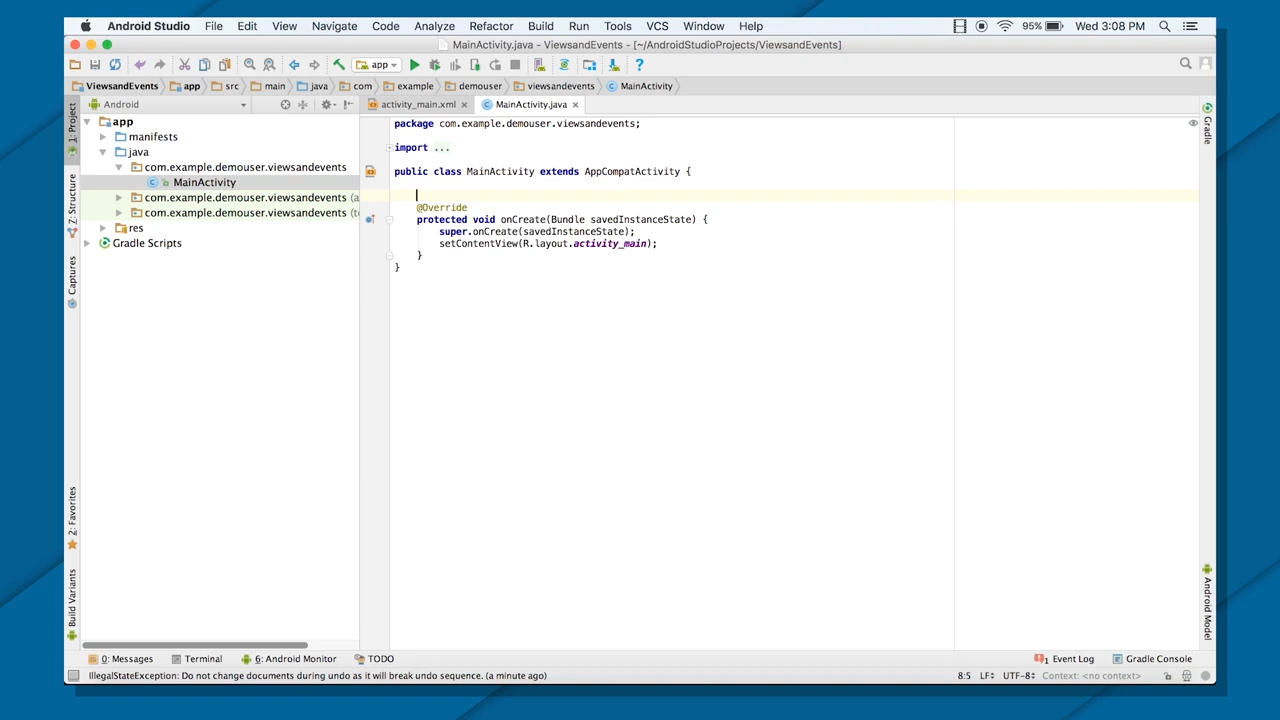 Android Studio File Edit View Navigate Code Analyze Refactor Build Run Tools VCS Window Help 95% Wed 3:08 PM
MainActivity.java - ViewsandEvents - [~/AndroidStudioProjects/ViewsandEvents]
app
ViewsandEvents app src main java com example demouser viewsandevents MainActivity
Android
activity_main.xml MainActivity.java
1: Project
Z: Structure
Captures
2: Favorites
Build Variants
app
manifests
java
com.example.demouser.viewsandevents
MainActivity
com.example.demouser.viewsandevents (a
com.example.demouser.viewsandevents (t
res
Gradle Scripts
package com.example.demouser.viewsandevents;
import ...
public class MainActivity extends AppCompatActivity {
@Override
protected void onCreate(Bundle savedInstanceState) {
super.onCreate(savedInstanceState);
setContentView(R.layout.activity_main);
}
}
Gradle
Android Model
0: Messages Terminal 6: Android Monitor TODO 1 Event Log Gradle Console
IllegalStateException: Do not change documents during undo as it will break undo sequence. (a minute ago) 8:5 LF UTF-8 Context: <no context>